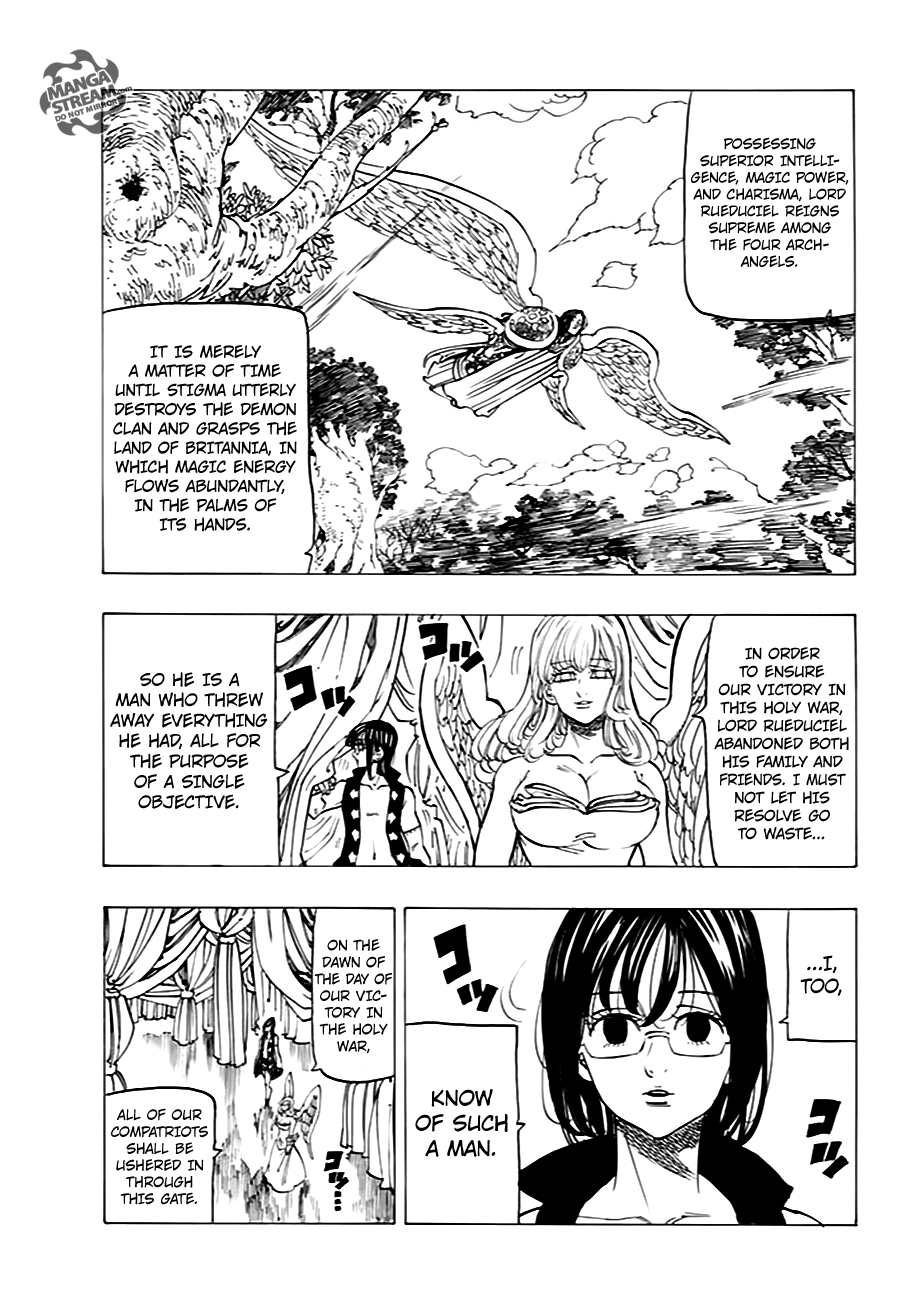 MANGA
STREAM.com
DO NOT MIRROR
POSSESSING
SUPERIOR INTELLI-
GENCE, MAGIC POWER,
AND CHARISMA, LORD
RUEDUCIEL REIGNS
SUPREME AMONG
THE FOUR ARCH-
ANGELS.
IT IS MERELY
A MATTER OF TIME
UNTIL STIGMA UTTERLY
DESTROYS THE DEMON
CLAN AND GRASPS THE
LAND OF BRITANNIA, IN
WHICH MAGIC ENERGY
FLOWS ABUNDANTLY,
IN THE PALMS OF
ITS HANDS.
IN ORDER
TO ENSURE
OUR VICTORY IN
THIS HOLY WAR,
LORD RUEDUCIEL
ABANDONED BOTH
HIS FAMILY AND
FRIENDS. I MUST
NOT LET HIS
RESOLVE GO
TO WASTE...
コッ
コッ
SO HE IS A
MAN WHO THREW
AWAY EVERYTHING
HE HAD, ALL FOR
THE PURPOSE
OF A SINGLE
OBJECTIVE.
...I,
TOO,
コッ
コッ
KNOW
OF SUCH
A MAN.
ON THE
DAWN OF
THE DAY OF
OUR VIC-
TORY IN
THE HOLY
WAR,
ALL OF OUR
COMPATRIOTS
SHALL BE
USHERED IN
THROUGH
THIS GATE.
コッ…